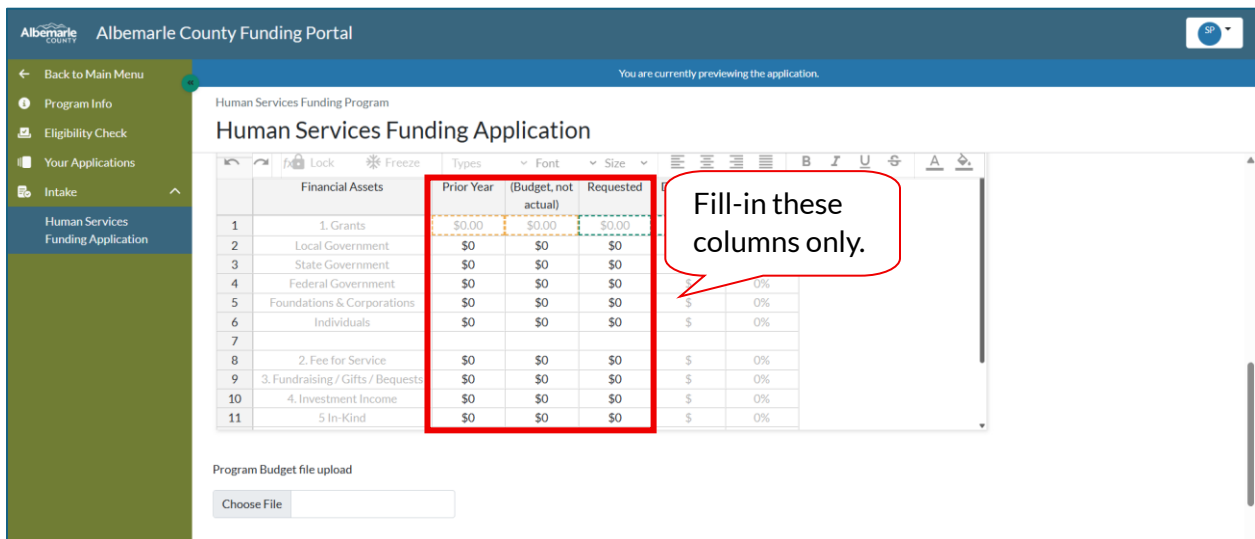 Albemarle
COUNTY
Albemarle County Funding Portal
SP
Back to Main Menu
You are currently previewing the application.
Program Info
Eligibility Check
Your Applications
Intake
Human Services
Funding Application
Human Services Funding Program
Human Services Funding Application
fx Lock Freeze Types Font Size B I U S A
Financial Assets Prior Year (Budget, not actual) Requested
1 1. Grants $0.00 $0.00 $0.00
2 Local Government $0 $0 $0
3 State Government $0 $0 $0
4 Federal Government $0 $0 $0 $ 0%
5 Foundations & Corporations $0 $0 $0 $ 0%
6 Individuals $0 $0 $0 $ 0%
7
8 2. Fee for Service $0 $0 $0 $ 0%
9 3. Fundraising / Gifts / Bequests $0 $0 $0 $ 0%
10 4. Investment Income $0 $0 $0 $ 0%
11 5 In-Kind $0 $0 $0 $ 0%
Fill-in these
columns only.
Program Budget file upload
Choose File